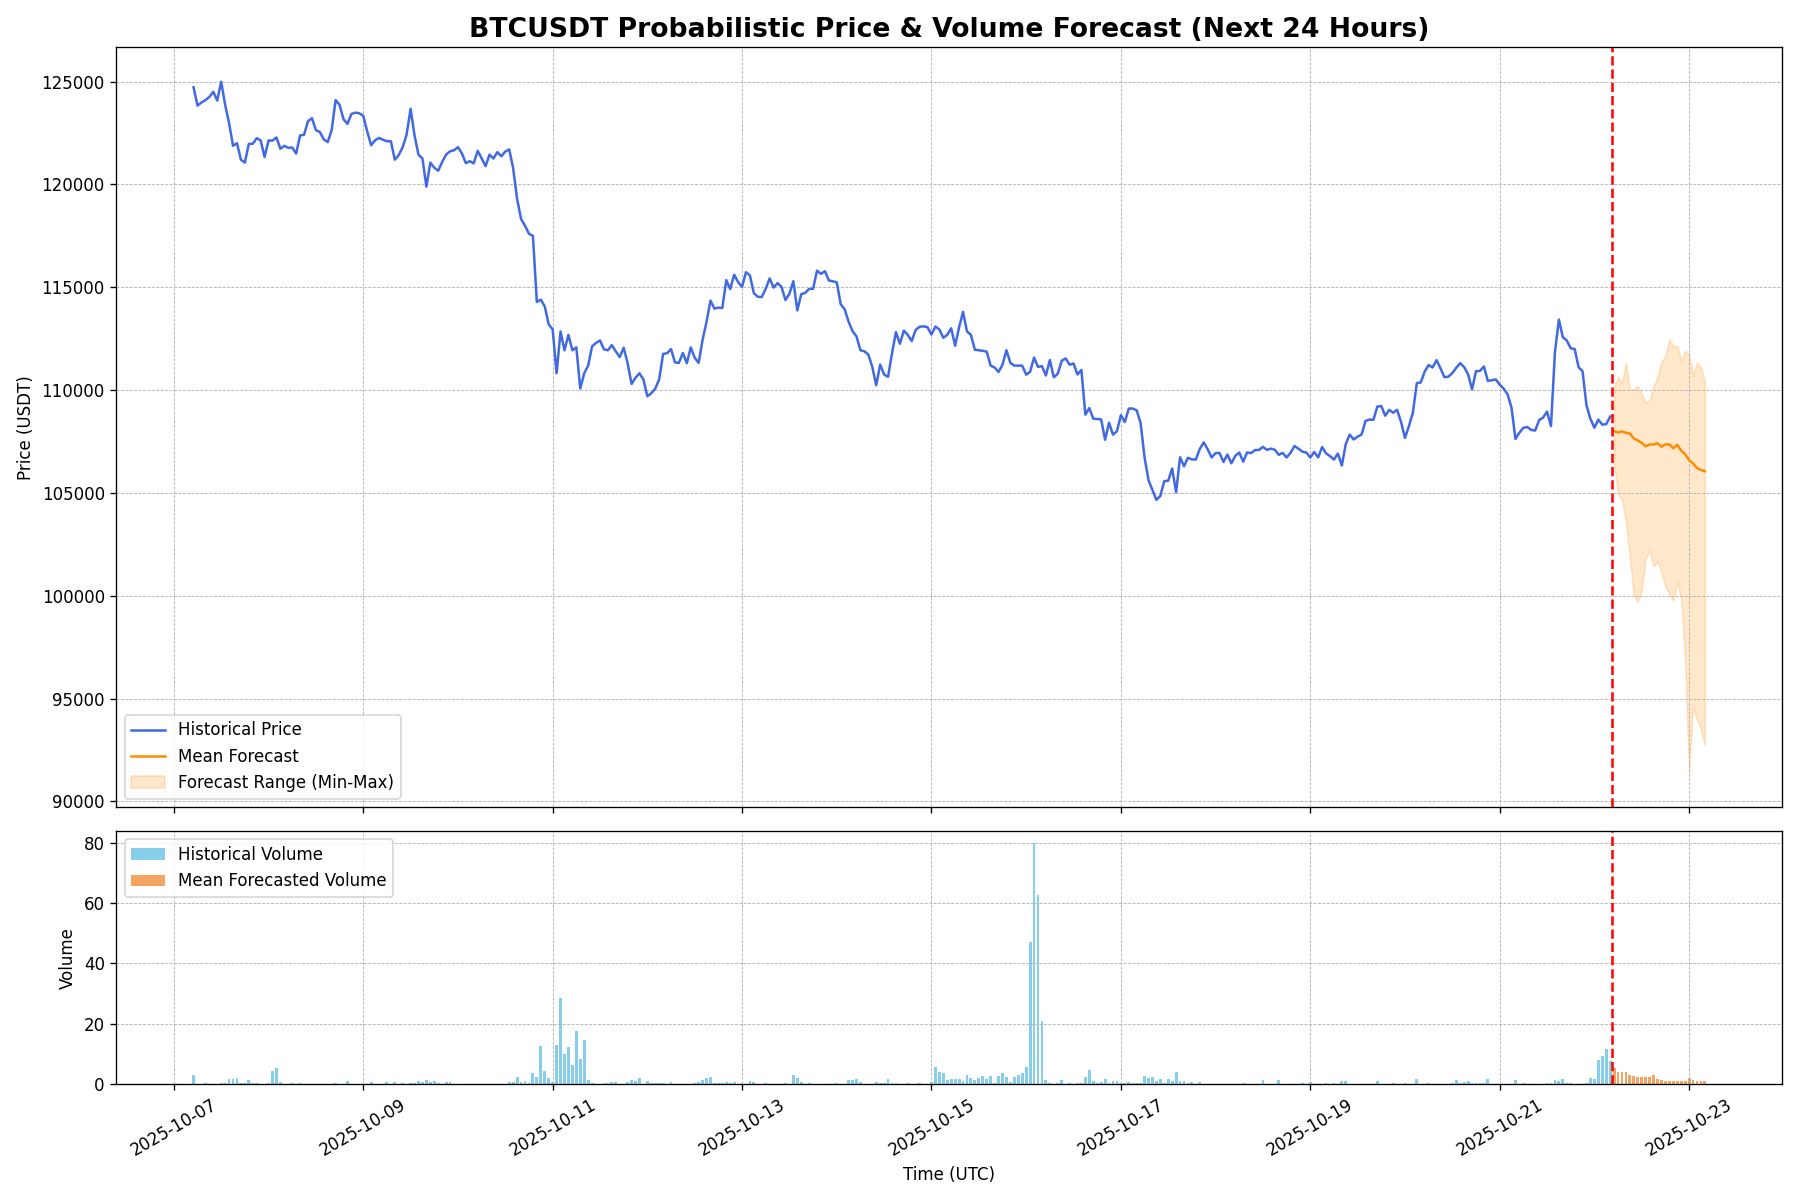 BTCUSDT Probabilistic Price & Volume Forecast (Next 24 Hours)
125000
120000
115000
110000
105000
100000
95000
90000
Price (USDT)
Historical Price
Mean Forecast
Forecast Range (Min-Max)
80
60
40
20
0
Volume
Historical Volume
Mean Forecasted Volume
2025-10-07
2025-10-09
2025-10-11
2025-10-13
2025-10-15
2025-10-17
2025-10-19
2025-10-21
2025-10-23
Time (UTC)